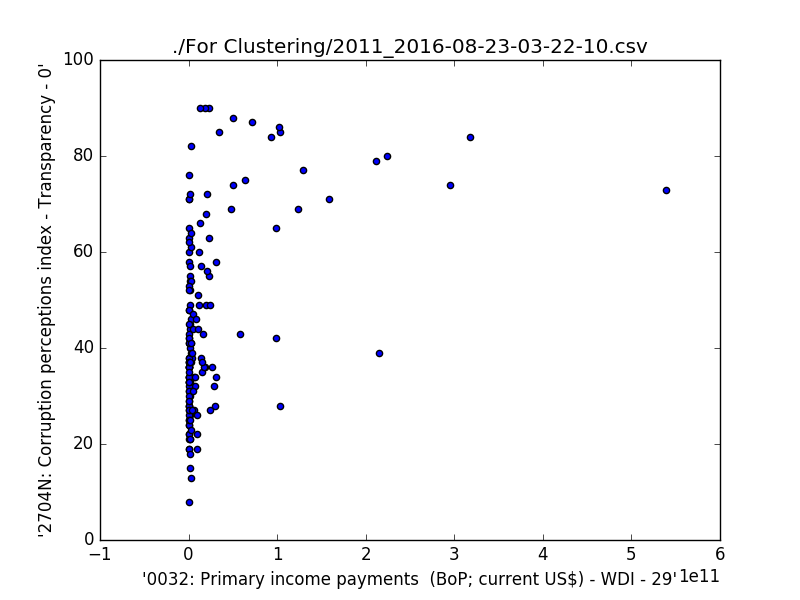 ./For Clustering/2011_2016-08-23-03-22-10.csv
'2704N: Corruption perceptions index - Transparency - 0'
100
80
60
40
20
0
−1 0 1 2 3 4 5 6
1e11
'0032: Primary income payments  (BoP; current US$) - WDI - 29'